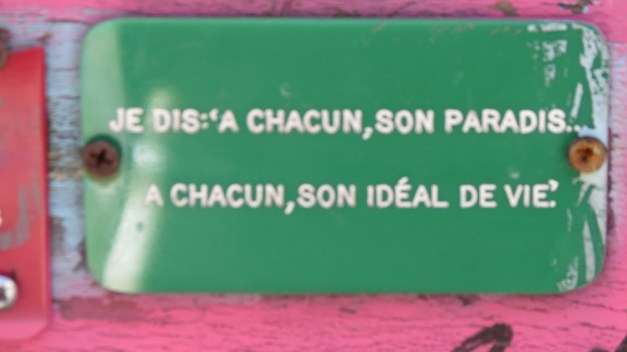 JE DIS:‘A CHACUN,SON PARADIS..
A CHACUN,SON IDÉAL DE VIE.’